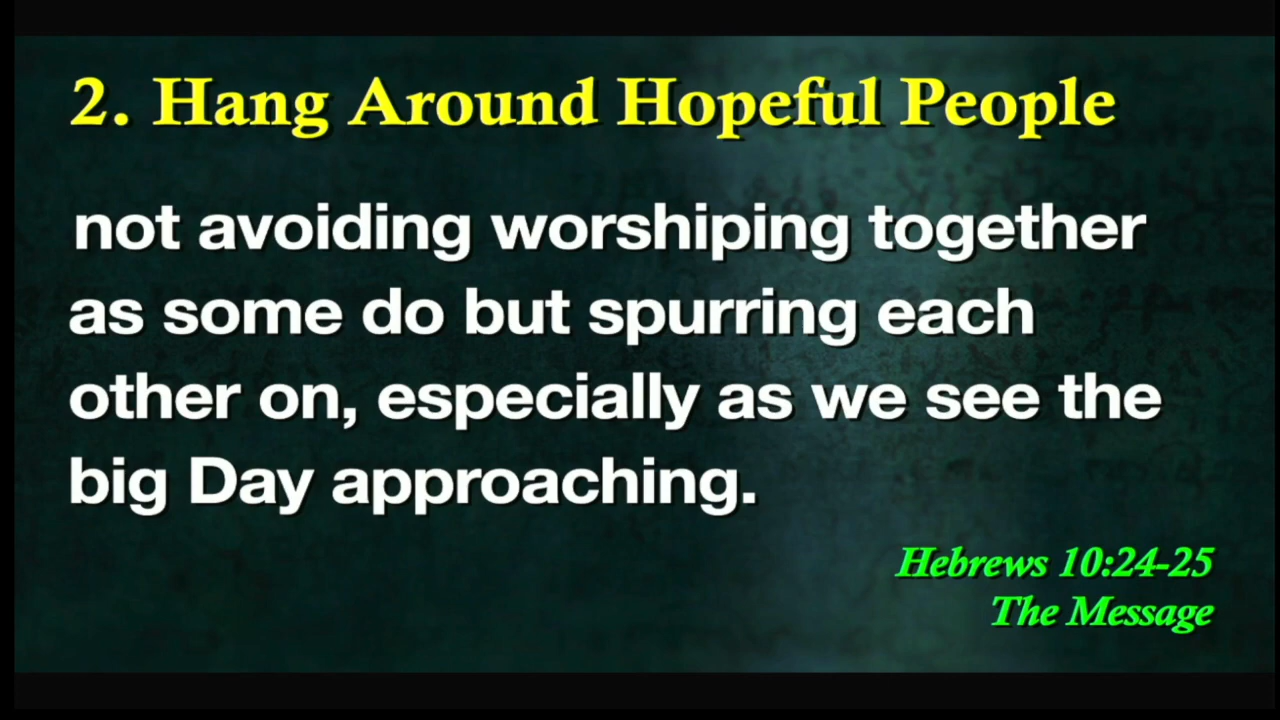 2. Hang Around Hopeful People
not avoiding worshiping together
as some do but spurring each
other on, especially as we see the
big Day approaching.
Hebrews 10:24-25
The Message